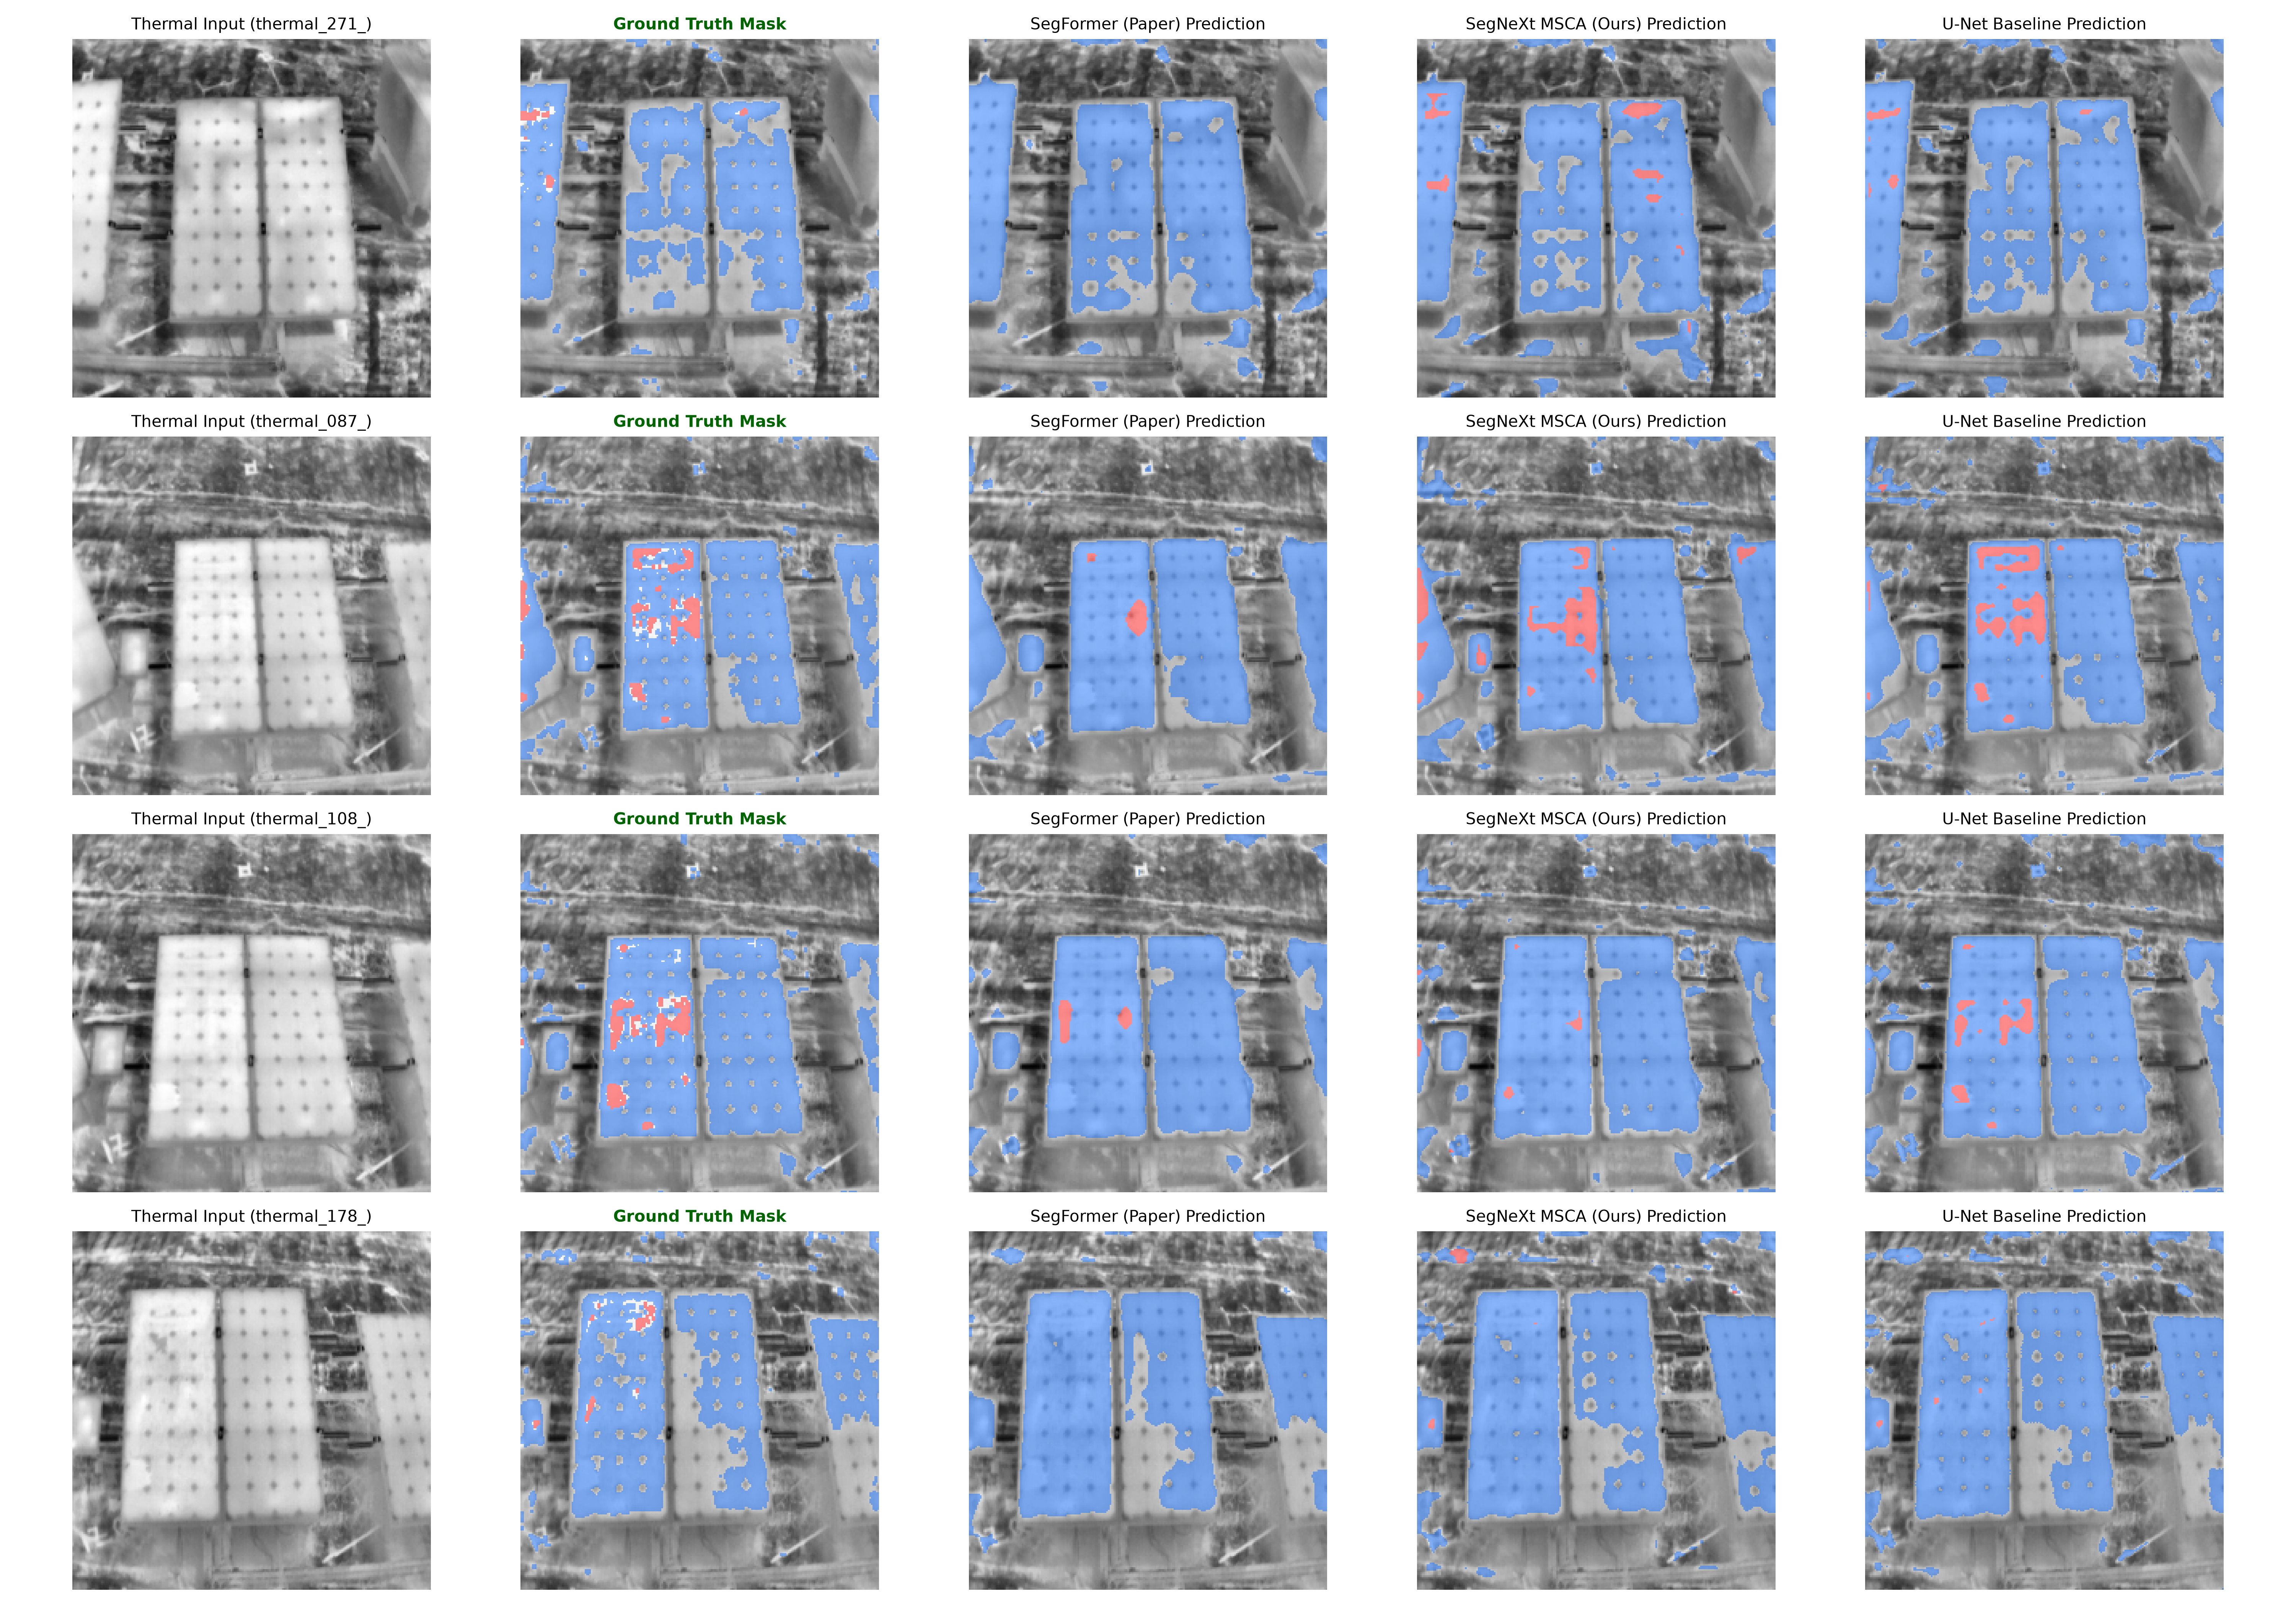 Thermal Input (thermal_271_)
Ground Truth Mask
SegFormer (Paper) Prediction
SegNeXt MSCA (Ours) Prediction
U-Net Baseline Prediction
Thermal Input (thermal_087_)
Ground Truth Mask
SegFormer (Paper) Prediction
SegNeXt MSCA (Ours) Prediction
U-Net Baseline Prediction
Thermal Input (thermal_108_)
Ground Truth Mask
SegFormer (Paper) Prediction
SegNeXt MSCA (Ours) Prediction
U-Net Baseline Prediction
Thermal Input (thermal_178_)
Ground Truth Mask
SegFormer (Paper) Prediction
SegNeXt MSCA (Ours) Prediction
U-Net Baseline Prediction